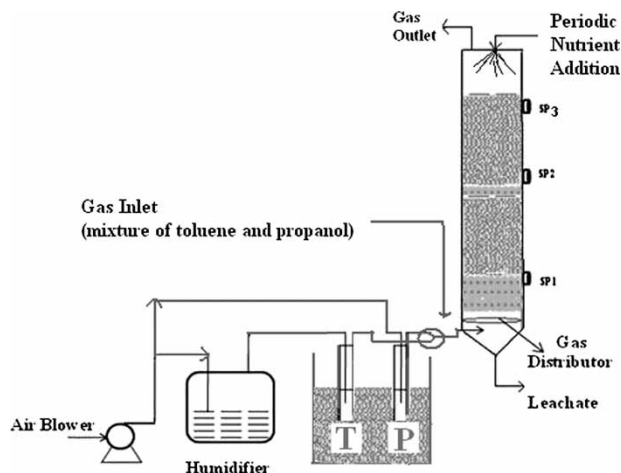 Gas
Outlet
Periodic
Nutrient
Addition
SP3
SP2
Gas Inlet
(mixture of toluene and propanol)
SP1
Gas
Distributor
Leachate
Air Blower
T P
Humidifier